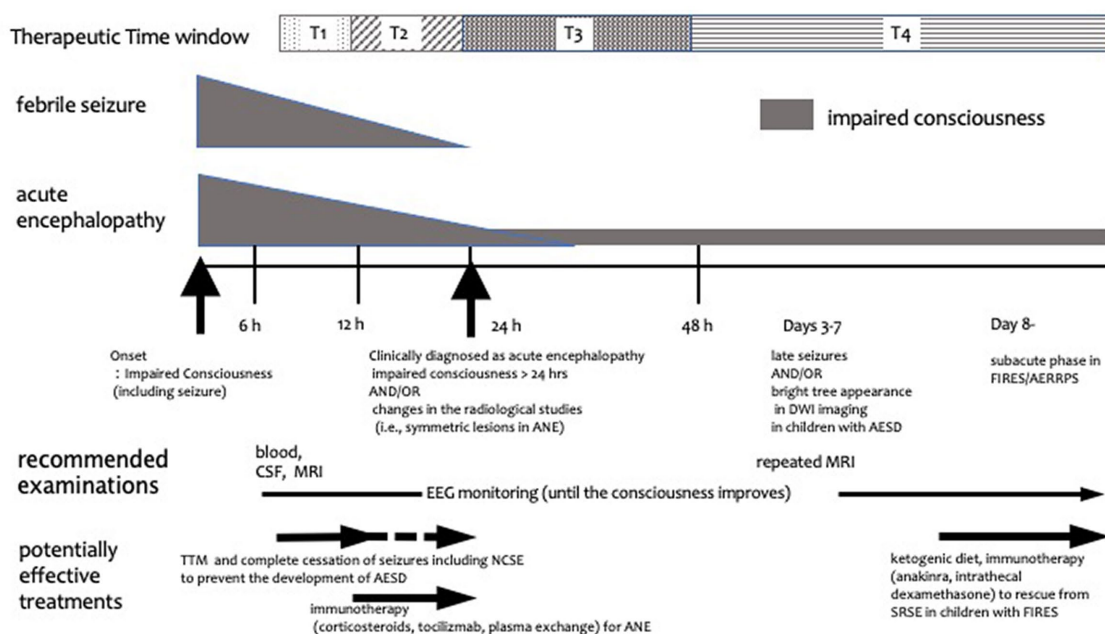 Therapeutic Time window
T1
T2
T3
T4
febrile seizure
impaired consciousness
acute
encephalopathy
6 h
12 h
24 h
48 h
Days 3-7
Day 8-
Onset
: Impaired Consciousness
(including seizure)
Clinically diagnosed as acute encephalopathy
impaired consciousness > 24 hrs
AND/OR
changes in the radiological studies
(i.e., symmetric lesions in ANE)
late seizures
AND/OR
bright tree appearance
in DWI imaging
in children with AESD
subacute phase in
FIRES/AERRPS
recommended
examinations
blood,
CSF, MRI
EEG monitoring (until the consciousness improves)
repeated MRI
potentially
effective
treatments
TTM and complete cessation of seizures including NCSE
to prevent the development of AESD
immunotherapy
(corticosteroids, tocilizmab, plasma exchange) for ANE
ketogenic diet, immunotherapy
(anakinra, intrathecal
dexamethasone) to rescue from
SRSE in children with FIRES